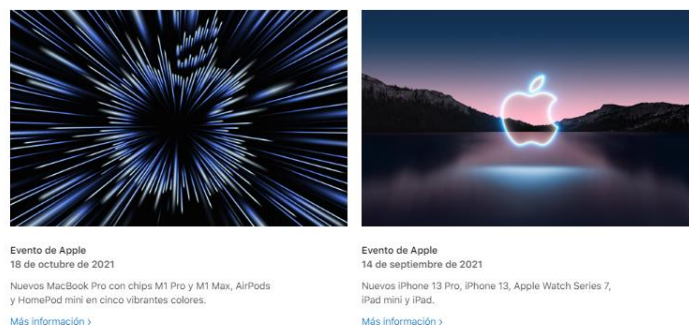 Evento de Apple
18 de octubre de 2021
Nuevos MacBook Pro con chips M1 Pro y M1 Max, AirPods
y HomePod mini en cinco vibrantes colores.
Más información >
Evento de Apple
14 de septiembre de 2021
Nuevos iPhone 13 Pro, iPhone 13, Apple Watch Series 7,
iPad mini y iPad.
Más información >